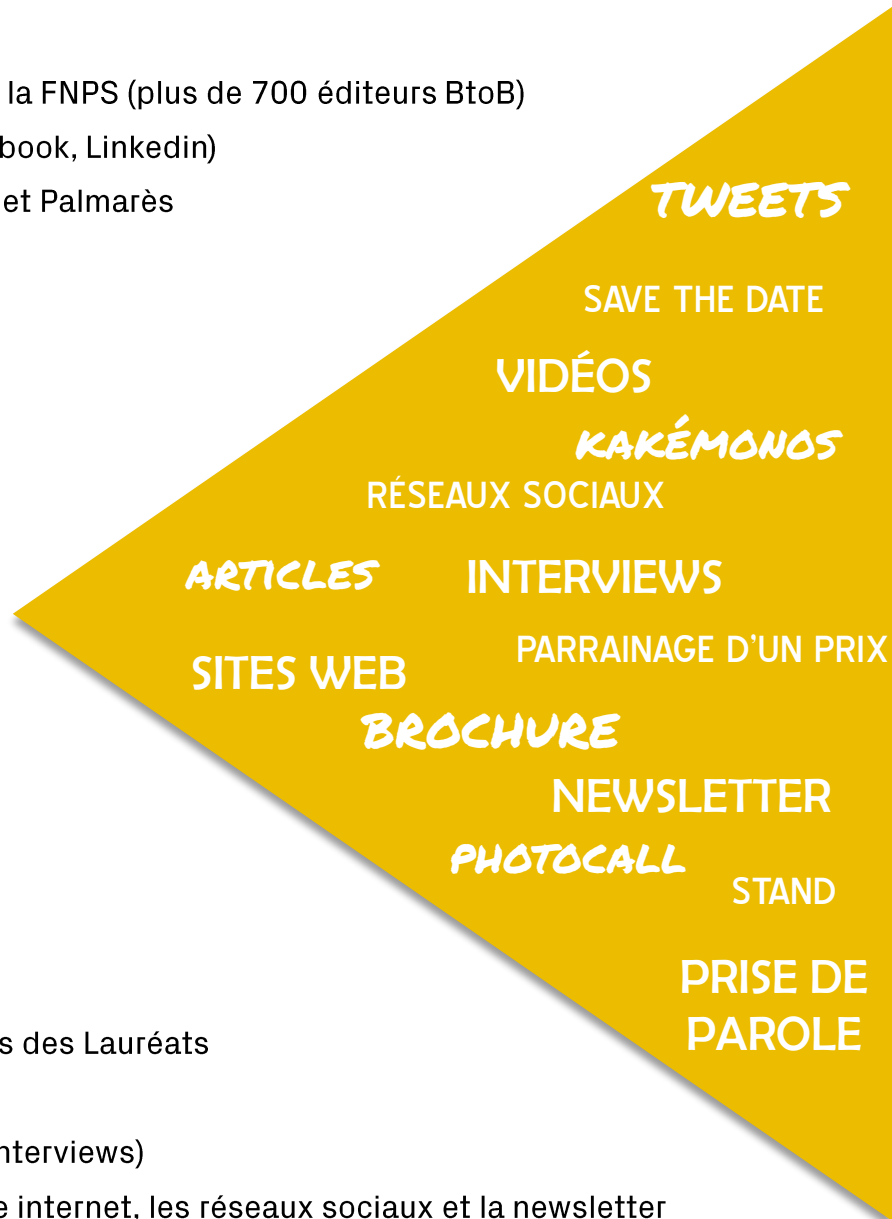 la FNPS (plus de 700 éditeurs BtoB)
book, Linkedin)
et Palmarès
TWEETS
SAVE THE DATE
VIDÉOS
KAKÉMONOS
RÉSEAUX SOCIAUX
ARTICLES
INTERVIEWS
PARRAINAGE D'UN PRIX
SITES WEB
BROCHURE
NEWSLETTER
PHOTOCALL
STAND
PRISE DE
PAROLE
s des Lauréats
nterviews)
e internet, les réseaux sociaux et la newsletter